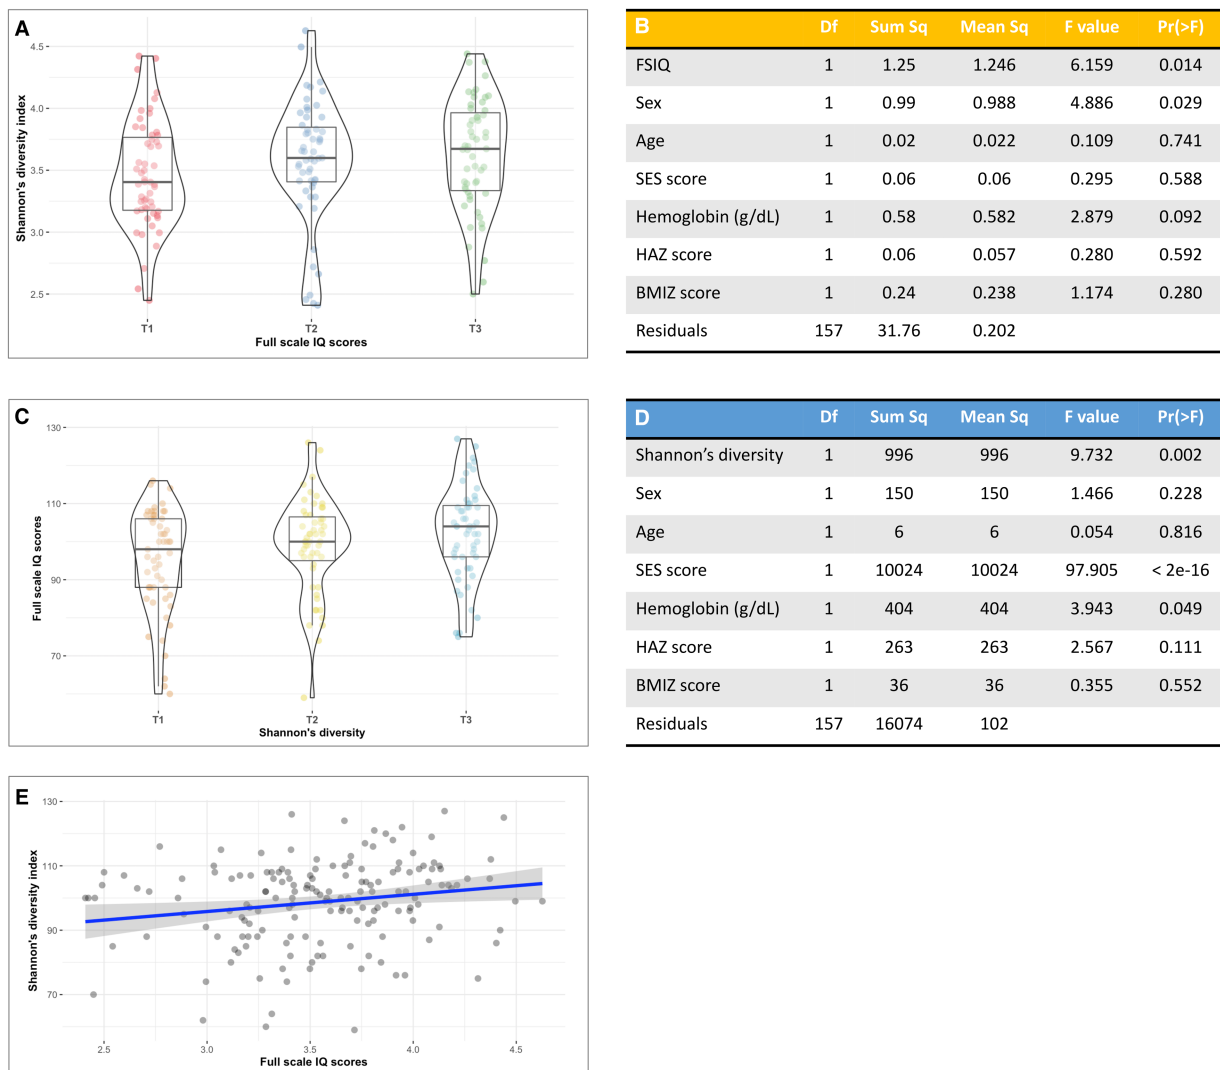 A
4.5
4.0
3.5
3.0
2.5
Shannon's diversity index
T1 T2 T3
Full scale IQ scores
B Df Sum Sq Mean Sq F value Pr(>F)
FSIQ 1 1.25 1.246 6.159 0.014
Sex 1 0.99 0.988 4.886 0.029
Age 1 0.02 0.022 0.109 0.741
SES score 1 0.06 0.06 0.295 0.588
Hemoglobin (g/dL) 1 0.58 0.582 2.879 0.092
HAZ score 1 0.06 0.057 0.280 0.592
BMIZ score 1 0.24 0.238 1.174 0.280
Residuals 157 31.76 0.202
C
130
110
90
70
Full scale IQ scores
T1 T2 T3
Shannon's diversity
D Df Sum Sq Mean Sq F value Pr(>F)
Shannon's diversity 1 996 996 9.732 0.002
Sex 1 150 150 1.466 0.228
Age 1 6 6 0.054 0.816
SES score 1 10024 10024 97.905 < 2e-16
Hemoglobin (g/dL) 1 404 404 3.943 0.049
HAZ score 1 263 263 2.567 0.111
BMIZ score 1 36 36 0.355 0.552
Residuals 157 16074 102
E
130
110
90
70
Shannon's diversity index
2.5 3.0 3.5 4.0 4.5
Full scale IQ scores